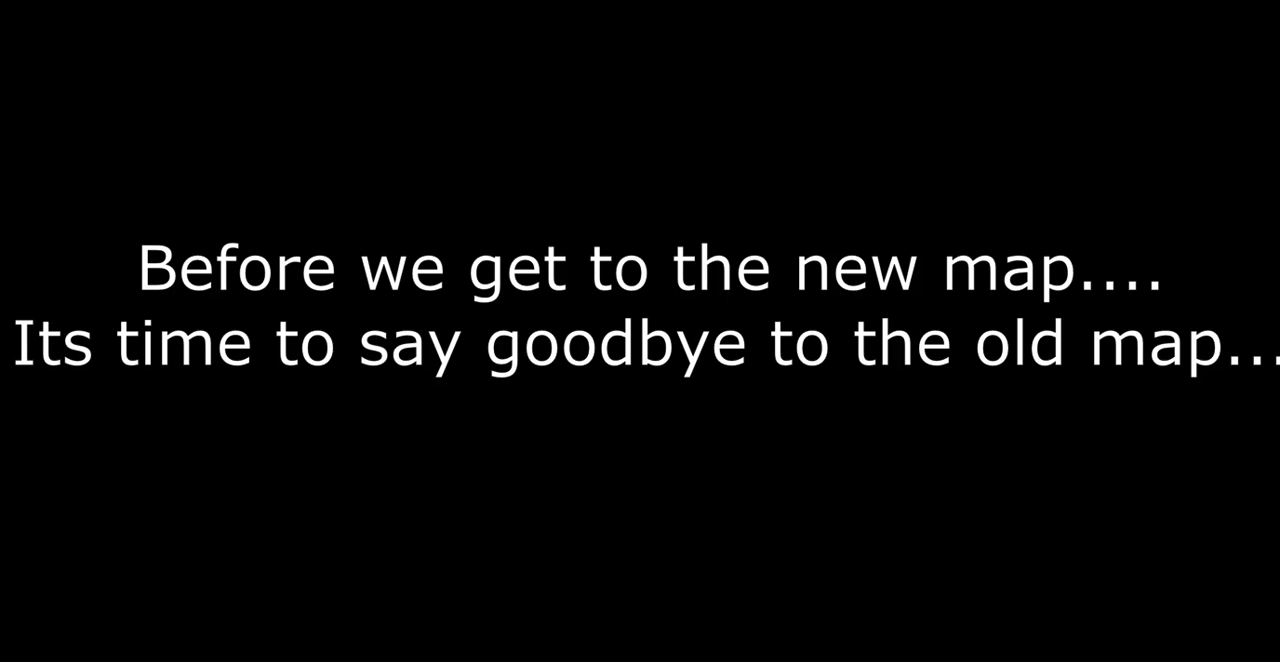 Before we get to the new map....
Its time to say goodbye to the old map...